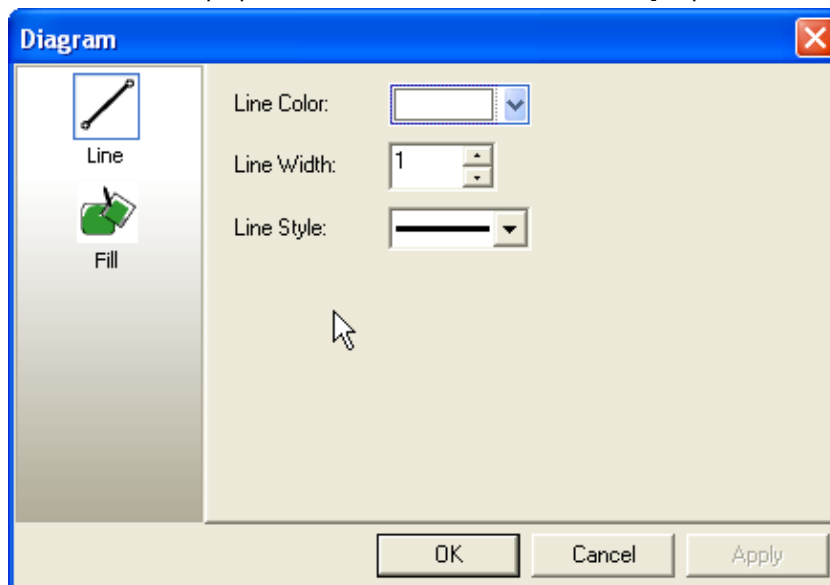 Diagram
Line
Fill
Line Color:
Line Width: 1
Line Style:
OK Cancel Apply